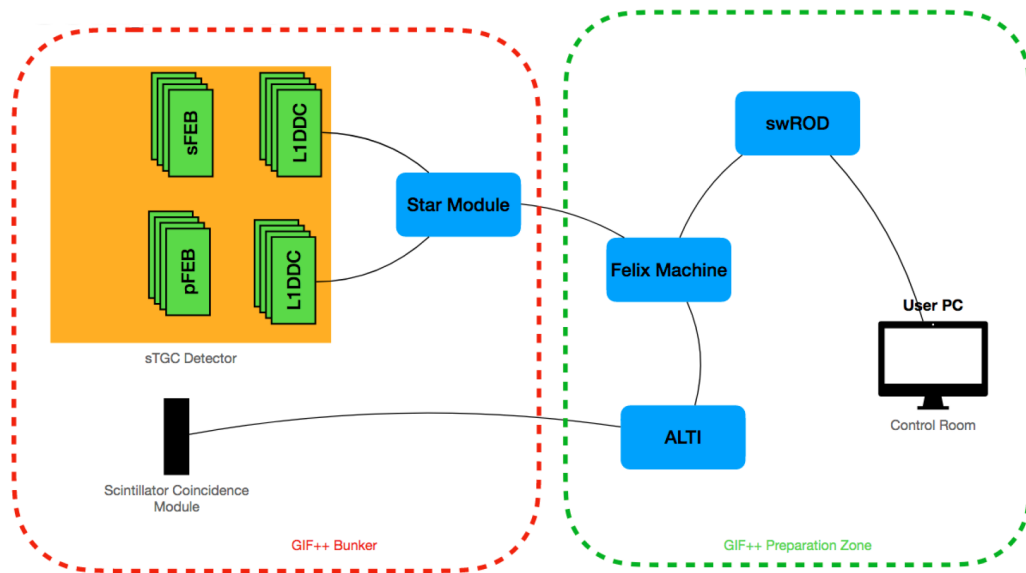 sFEB
L1DDC
pFEB
L1DDC
sTGC Detector
Star Module
Scintillator Coincidence
Module
GIF++ Bunker
swROD
Felix Machine
User PC
Control Room
ALTI
GIF++ Preparation Zone